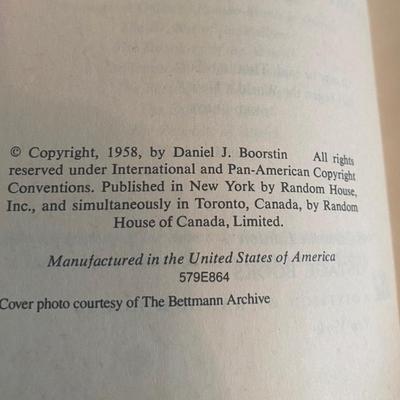 © Copyright, 1958, by Daniel J. Boorstin All rights
reserved under International and Pan-American Copyright
Conventions. Published in New York by Random House,
Inc., and simultaneously in Toronto, Canada, by Random
House of Canada, Limited.
Manufactured in the United States of America
579E864
Cover photo courtesy of The Bettmann Archive